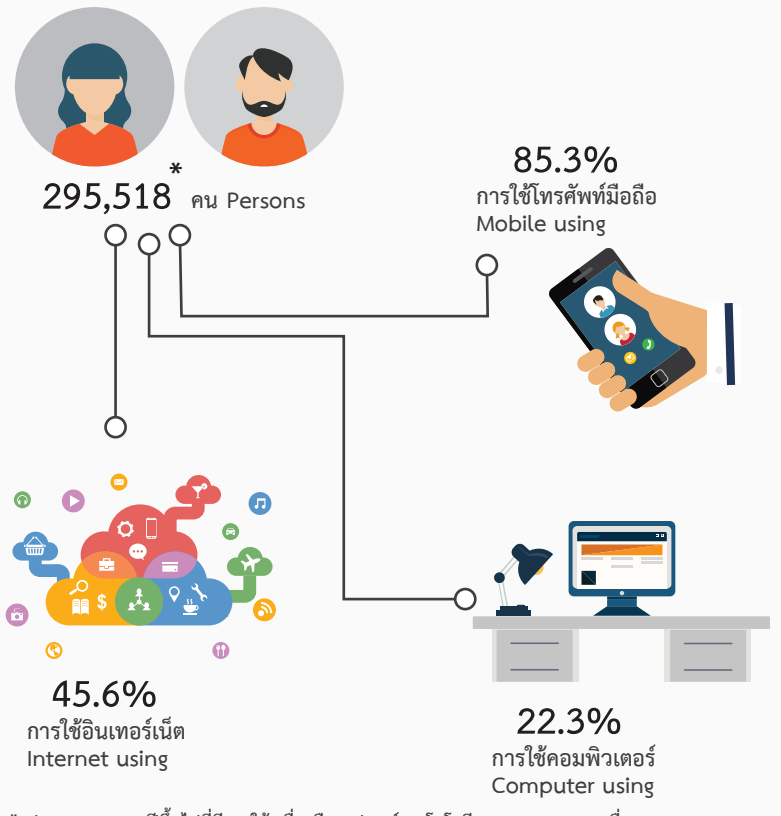 295,518* คน Persons
85.3%
การใช้โทรศัพท์มือถือ
Mobile using
45.6%
การใช้อินเทอร์เน็ต
Internet using
22.3%
การใช้คอมพิวเตอร์
Computer using